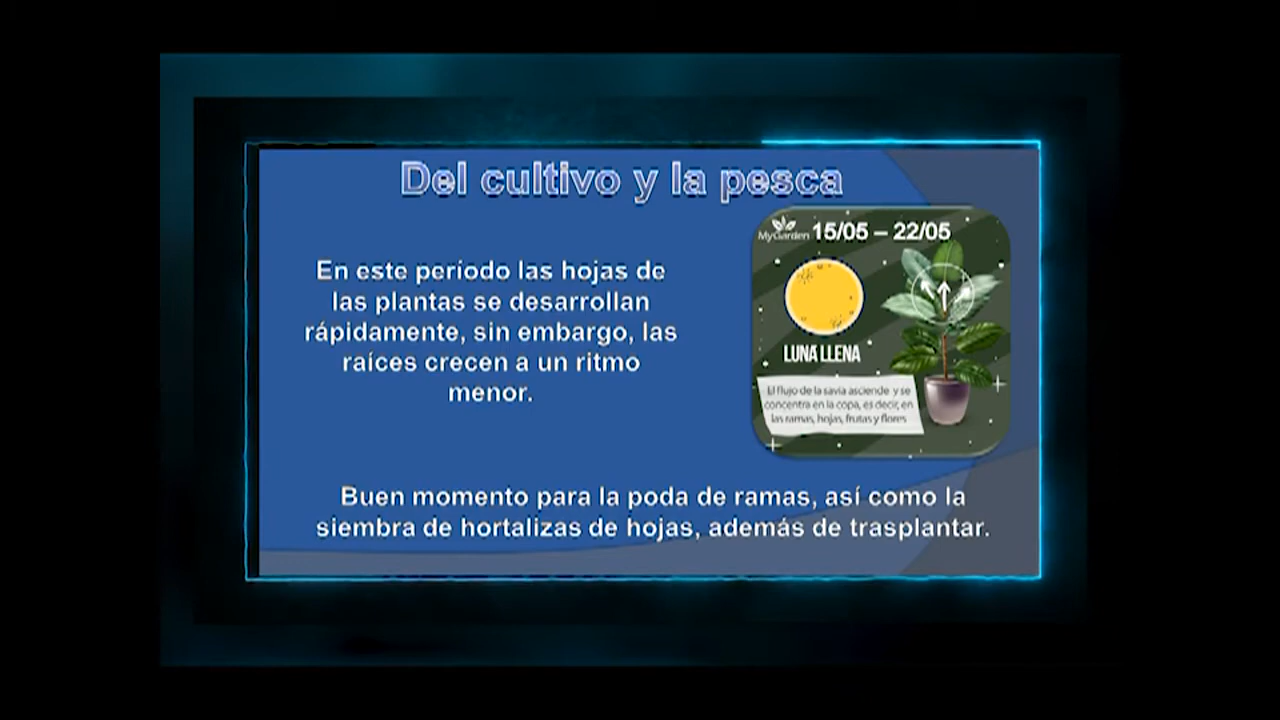 Del cultivo y la pesca
MyGarden
15/05 – 22/05
En este período las hojas de
las plantas se desarrollan
rápidamente, sin embargo, las
raíces crecen a un ritmo
menor.
LUNA LLENA
El flujo de la savia asciende y se
concentra en la copa, es decir, en
las ramas, hojas, frutas y flores
Buen momento para la poda de ramas, así como la
siembra de hortalizas de hojas, además de trasplantar.